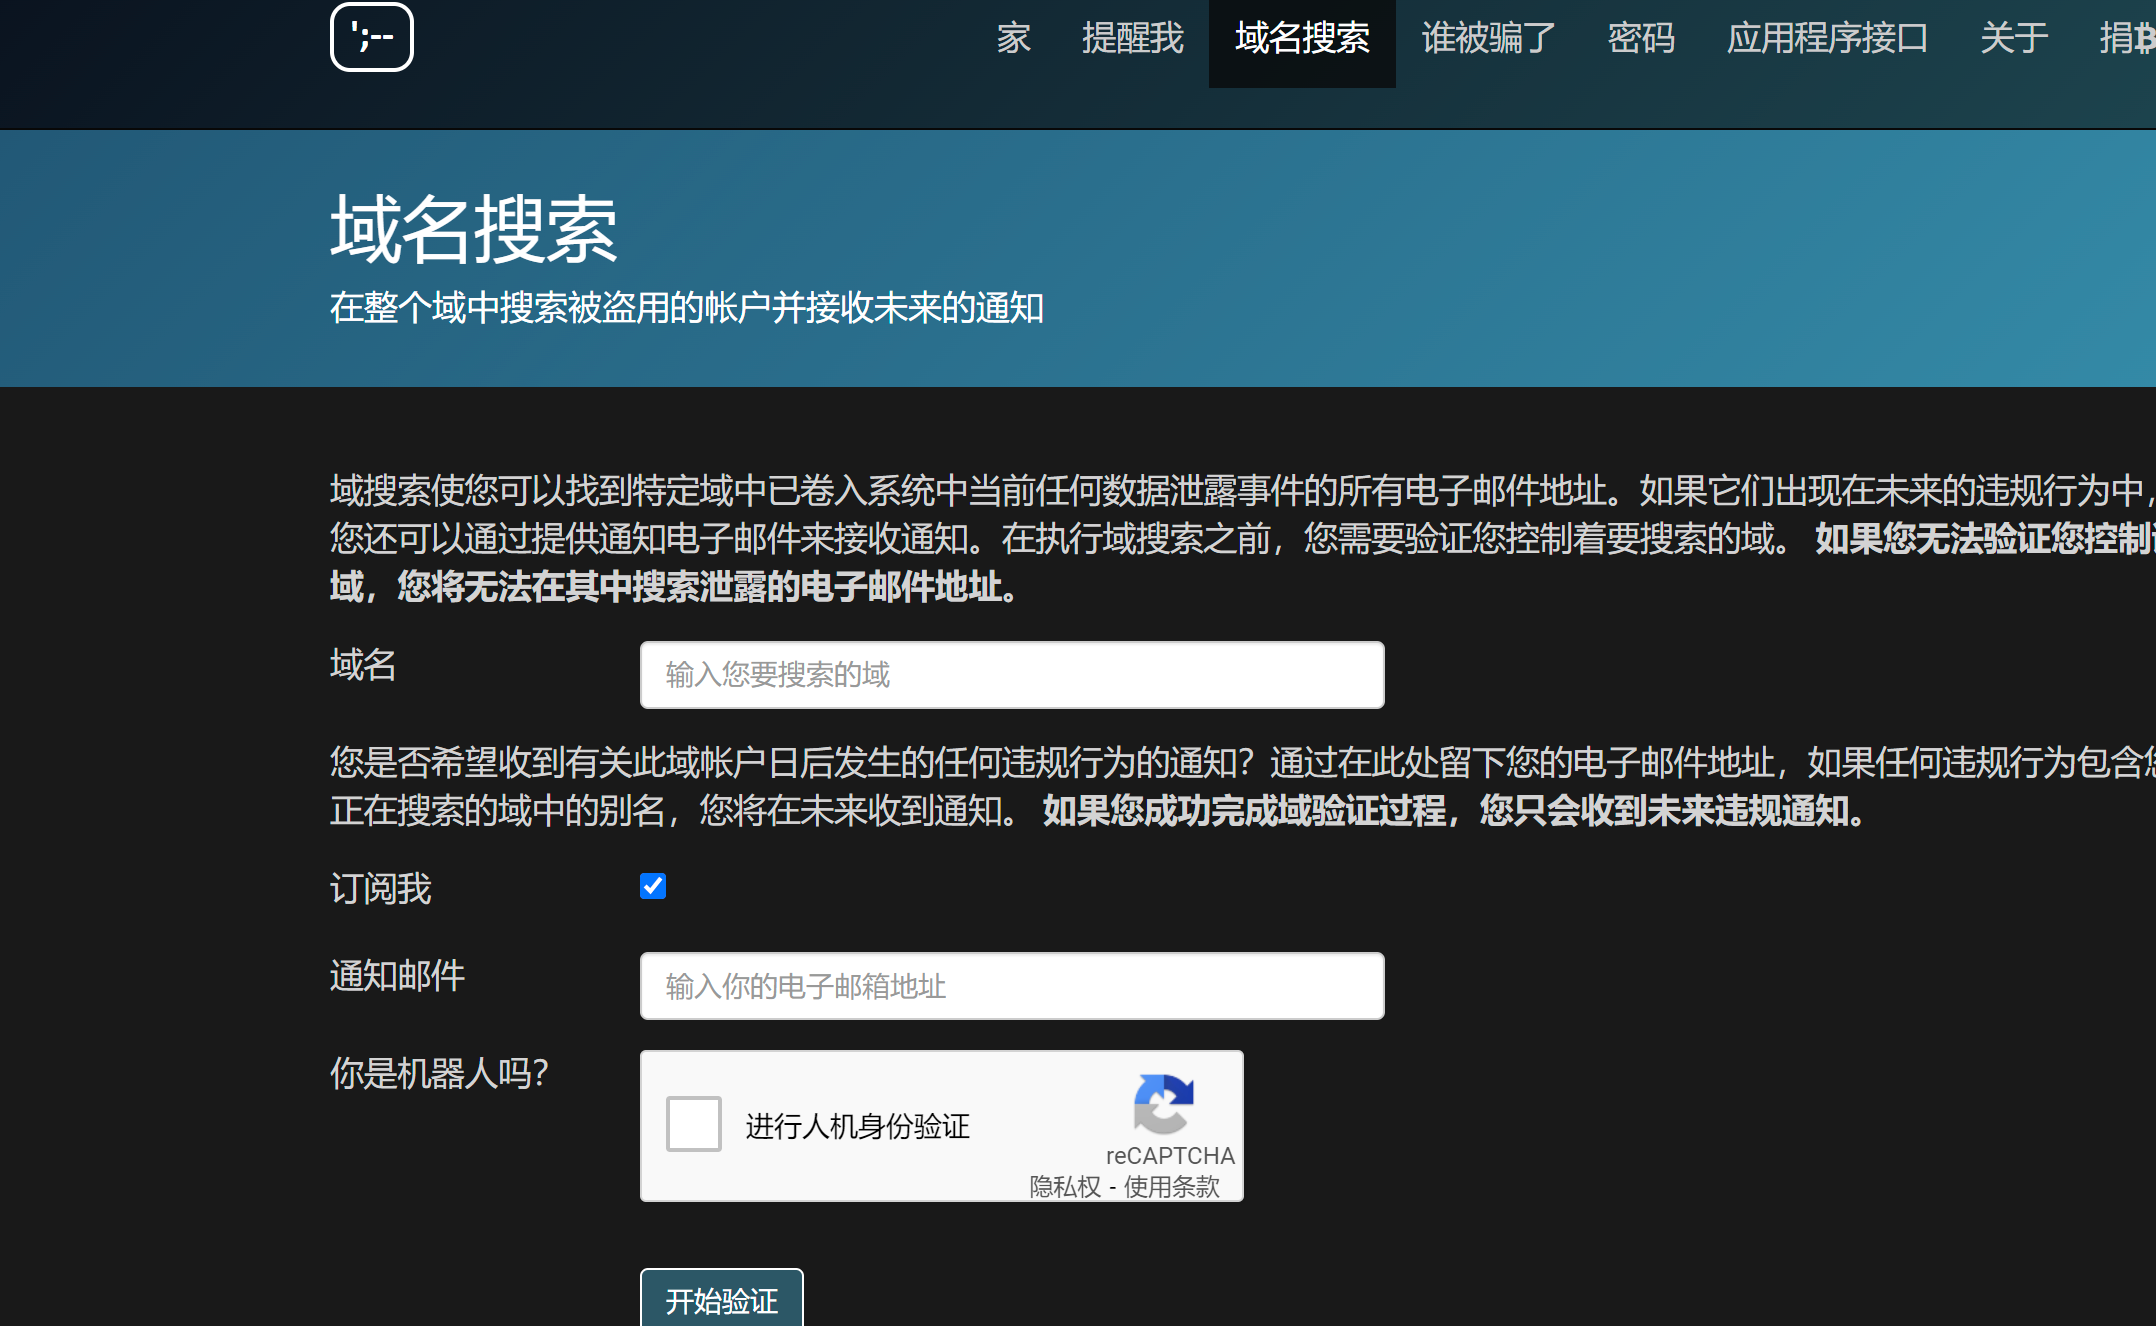 ';--
家 提醒我 域名搜索 谁被骗了 密码 应用程序接口 关于 捐
域名搜索
在整个域中搜索被盗用的帐户并接收未来的通知
域搜索使您可以找到特定域中已卷入系统中当前任何数据泄露事件的所有电子邮件地址。如果它们出现在未来的违规行为中，
您还可以通过提供通知电子邮件来接收通知。在执行域搜索之前，您需要验证您控制着要搜索的域。 如果您无法验证您控制
域，您将无法在其中搜索泄露的电子邮件地址。
域名
输入您要搜索的域
您是否希望收到有关此域帐户日后发生的任何违规行为的通知？通过在此处留下您的电子邮件地址，如果任何违规行为包含您
正在搜索的域中的别名，您将在未来收到通知。 如果您成功完成域验证过程，您只会收到未来违规通知。
订阅我
通知邮件
输入你的电子邮箱地址
你是机器人吗？
进行人机身份验证
reCAPTCHA
隐私权 - 使用条款
开始验证